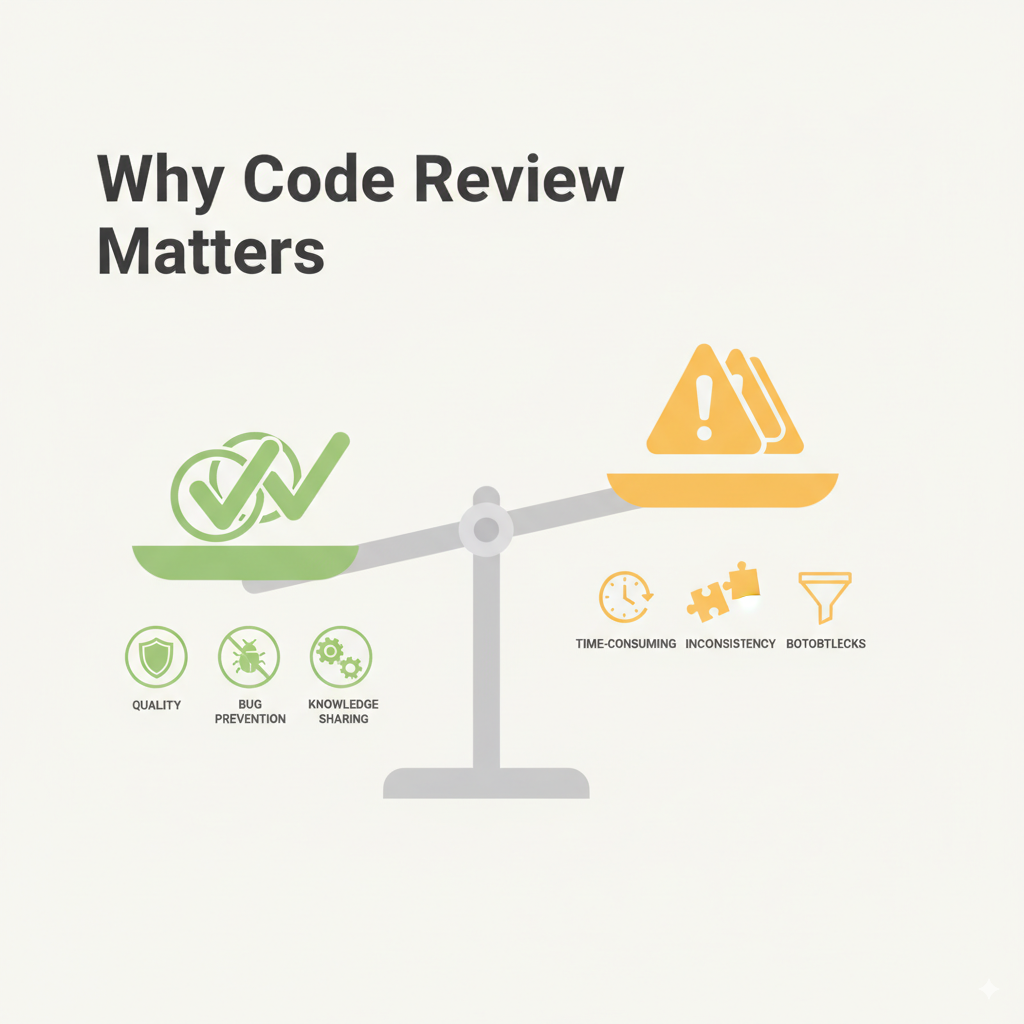 Why Code Review
Matters
TIME-CONSUMING
INCONSISTENCY
BOTOBTLECKS
QUALITY
BUG
PREVENTION
KNOWLEDGE
SHARING